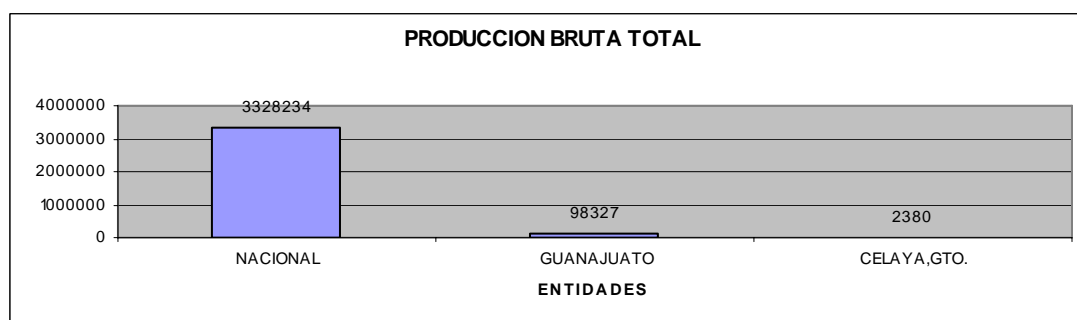 PRODUCCION BRUTA TOTAL
4000000
3000000
2000000
1000000
0
3328234
98327
2380
NACIONAL
GUANAJUATO
CELAYA,GTO.
ENTIDADES